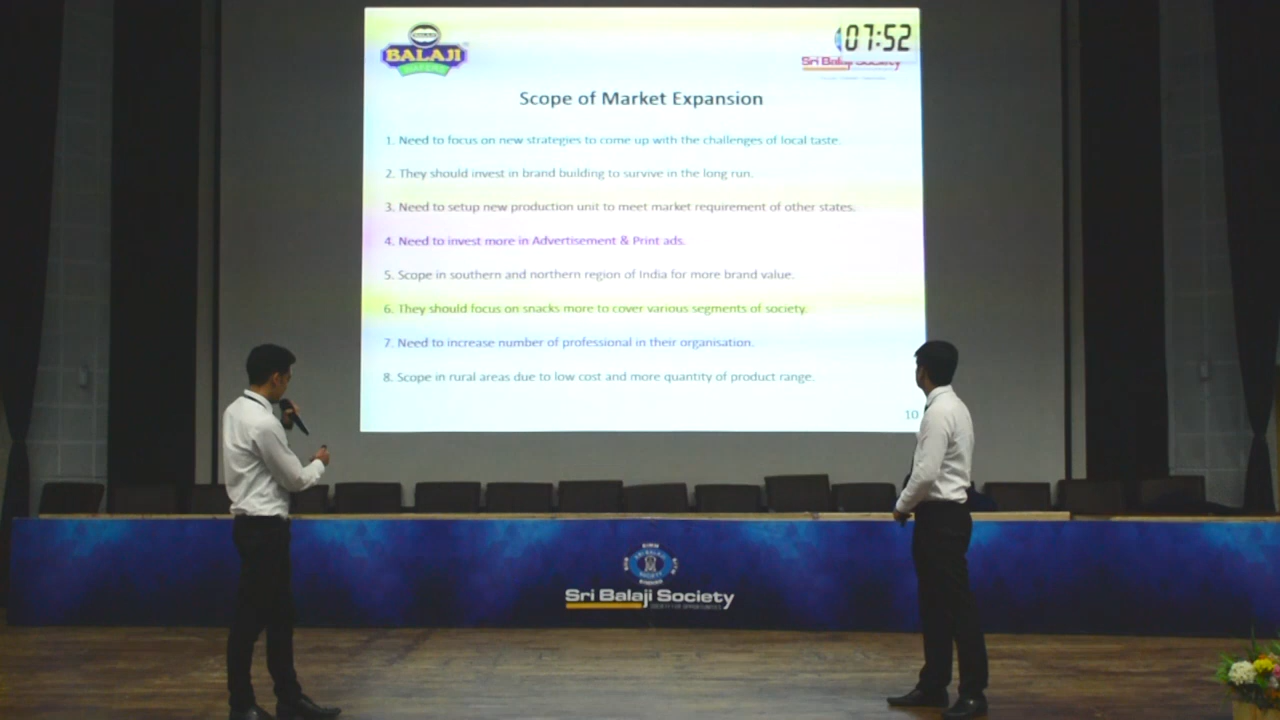 BALAJI
WAFERS
07:52
Sri Balaji Society
Scope of Market Expansion
1. Need to focus on new strategies to come up with the challenges of local taste.
2. They should invest in brand building to survive in the long run.
3. Need to setup new production unit to meet market requirement of other states.
4. Need to invest more in Advertisement & Print ads.
5. Scope in southern and northern region of India for more brand value.
6. They should focus on snacks more to cover various segments of society.
7. Need to increase number of professional in their organisation.
8. Scope in rural areas due to low cost and more quantity of product range.
10
SRI BALAJI
SOCIETY
Sri Balaji Society